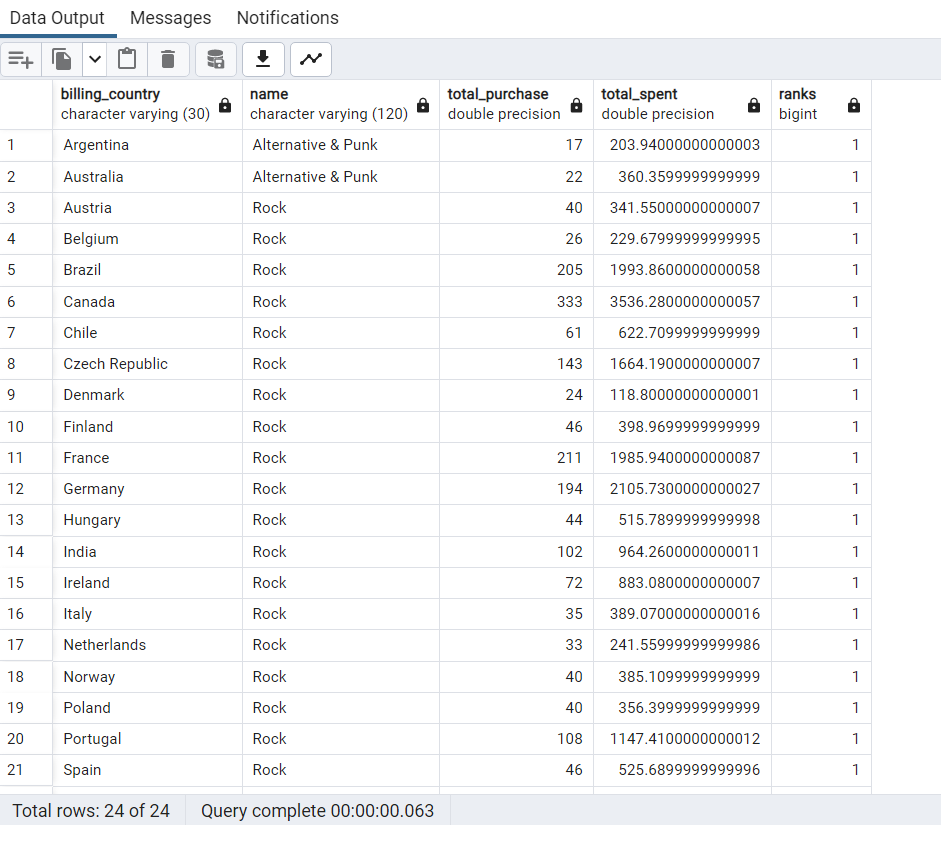 Data Output Messages Notifications
billing_country name total_purchase total_spent ranks
character varying (30) character varying (120) double precision double precision bigint
1 Argentina Alternative & Punk 17 203.94000000000003 1
2 Australia Alternative & Punk 22 360.3599999999999 1
3 Austria Rock 40 341.55000000000007 1
4 Belgium Rock 26 229.67999999999995 1
5 Brazil Rock 205 1993.8600000000058 1
6 Canada Rock 333 3536.2800000000057 1
7 Chile Rock 61 622.7099999999999 1
8 Czech Republic Rock 143 1664.1900000000007 1
9 Denmark Rock 24 118.80000000000001 1
10 Finland Rock 46 398.9699999999999 1
11 France Rock 211 1985.9400000000087 1
12 Germany Rock 194 2105.7300000000027 1
13 Hungary Rock 44 515.7899999999998 1
14 India Rock 102 964.2600000000011 1
15 Ireland Rock 72 883.0800000000007 1
16 Italy Rock 35 389.07000000000016 1
17 Netherlands Rock 33 241.55999999999986 1
18 Norway Rock 40 385.1099999999999 1
19 Poland Rock 40 356.3999999999999 1
20 Portugal Rock 108 1147.4100000000012 1
21 Spain Rock 46 525.6899999999996 1
Total rows: 24 of 24 Query complete 00:00:00.063